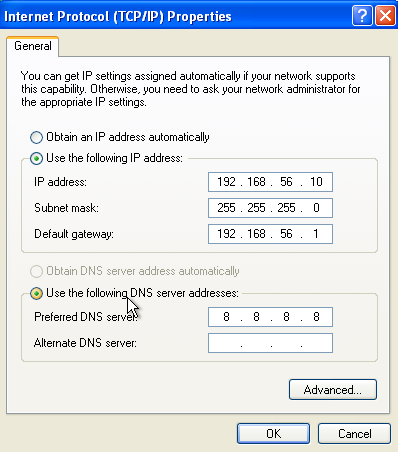 Internet Protocol (TCP/IP) Properties
General
You can get IP settings assigned automatically if your network supports
this capability. Otherwise, you need to ask your network administrator for
the appropriate IP settings.
Obtain an IP address automatically
Use the following IP address:
IP address: 192 . 168 . 56 . 10
Subnet mask: 255 . 255 . 255 . 0
Default gateway: 192 . 168 . 56 . 1
Obtain DNS server address automatically
Use the following DNS server addresses:
Preferred DNS server: 8 . 8 . 8 . 8
Alternate DNS server: . . .
Advanced...
OK Cancel